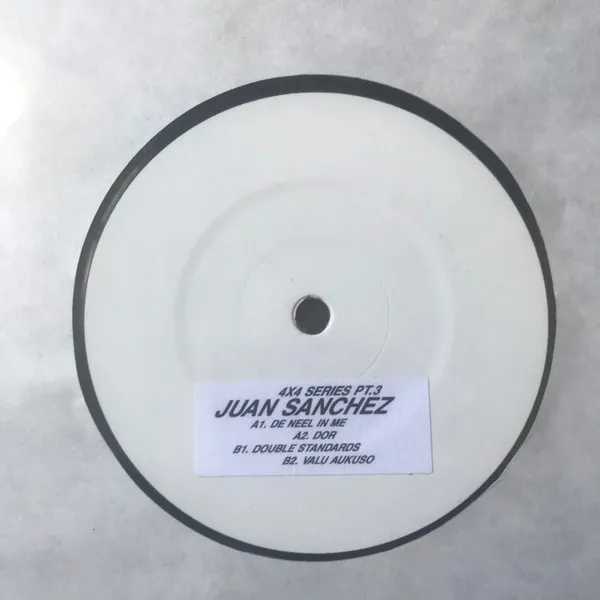 4X4 SERIES PT.3
JUAN SANCHEZ
A1. DE NEEL IN ME
A2. DOR
B1. DOUBLE STANDARDS
B2. VALU AUKUSO